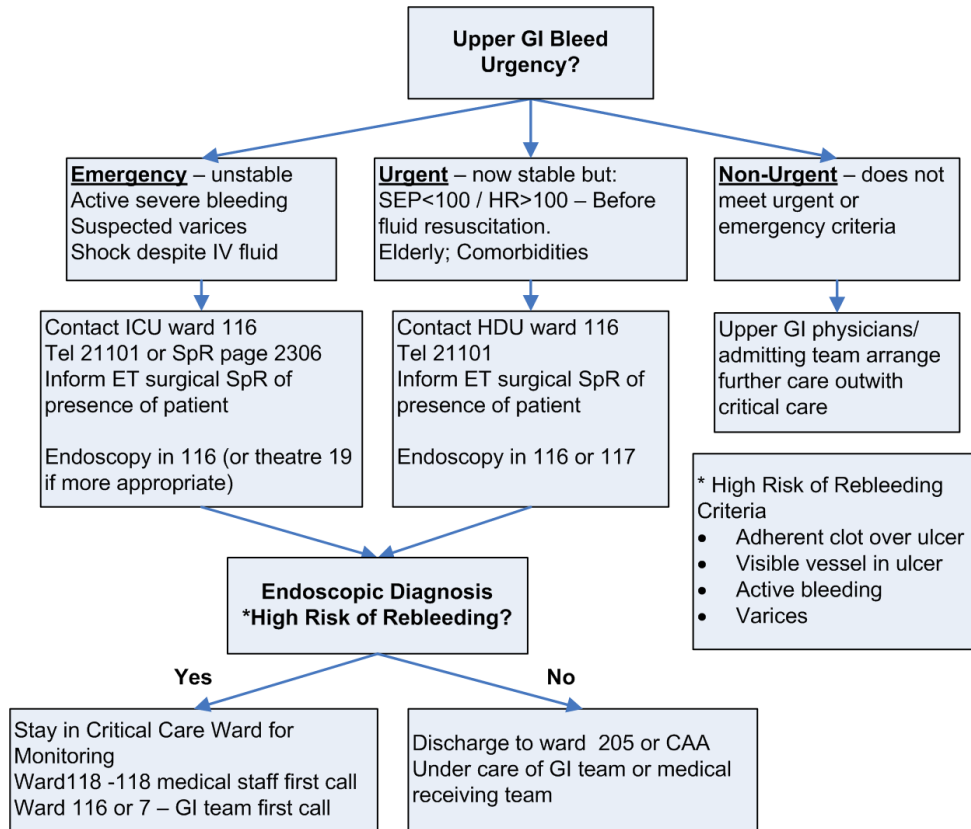 Upper GI Bleed
Urgency?
Emergency – unstable
Active severe bleeding
Suspected varices
Shock despite IV fluid
Urgent – now stable but:
SEP<100 / HR>100 – Before
fluid resuscitation.
Elderly; Comorbidities
Non-Urgent – does not
meet urgent or
emergency criteria
Contact ICU ward 116
Tel 21101 or SpR page 2306
Inform ET surgical SpR of
presence of patient
Endoscopy in 116 (or theatre 19
if more appropriate)
Contact HDU ward 116
Tel 21101
Inform ET surgical SpR of
presence of patient
Endoscopy in 116 or 117
Upper GI physicians/
admitting team arrange
further care outwith
critical care
* High Risk of Rebleeding
Criteria
• Adherent clot over ulcer
• Visible vessel in ulcer
• Active bleeding
• Varices
Endoscopic Diagnosis
*High Risk of Rebleeding?
Yes
No
Stay in Critical Care Ward for
Monitoring
Ward118 -118 medical staff first call
Ward 116 or 7 – GI team first call
Discharge to ward 205 or CAA
Under care of GI team or medical
receiving team